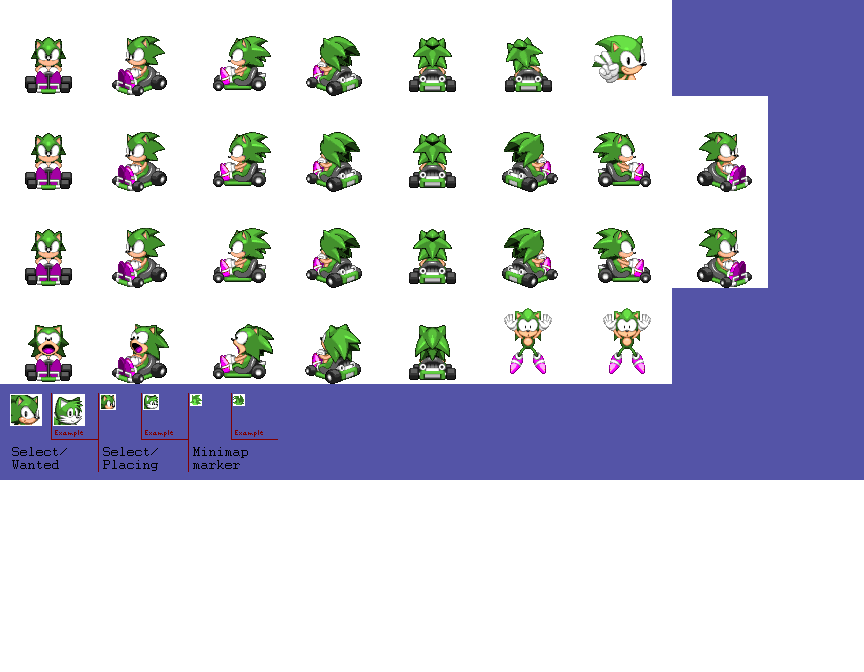 Example
Example
Example
Select/
Wanted
Select/
Placing
Minimap
marker